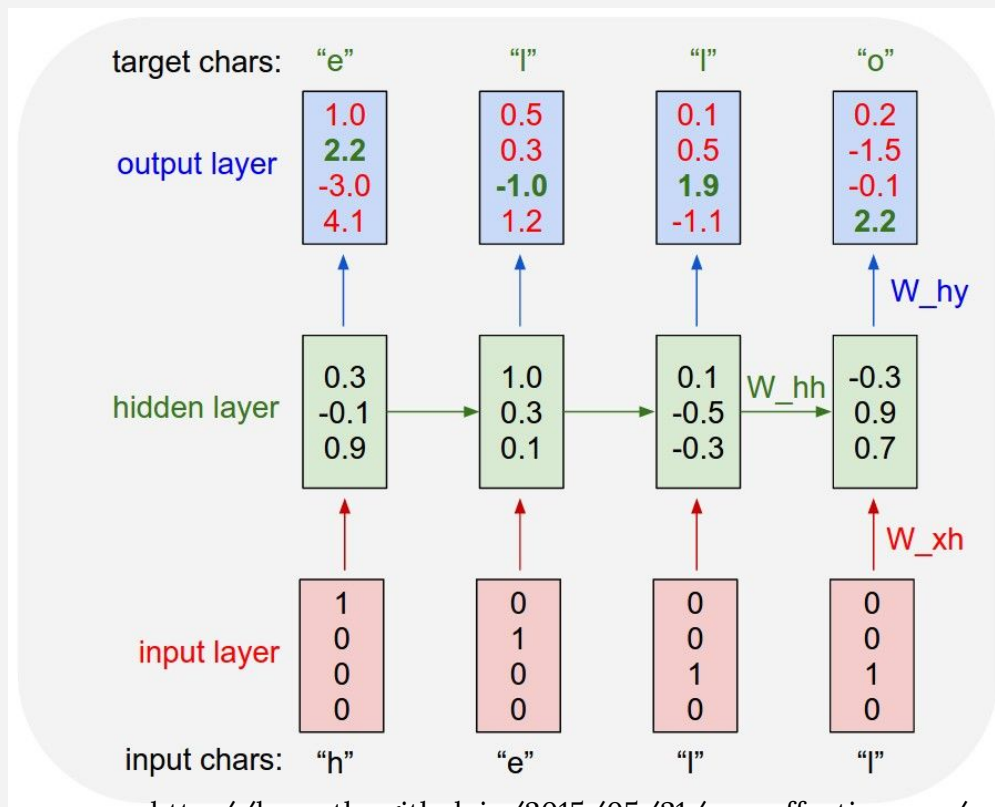 target chars: “e” “l” “l” “o”
output layer
1.0 0.5 0.1 0.2
2.2 0.3 0.5 -1.5
-3.0 -1.0 1.9 -0.1
4.1 1.2 -1.1 2.2
W_hy
hidden layer
0.3 1.0 0.1 -0.3
-0.1 0.3 -0.5 0.9
0.9 0.1 -0.3 0.7
W_hh
W_xh
input layer
1 0 0 0
0 1 0 0
0 0 1 1
0 0 0 0
input chars: “h” “e” “l” “l”